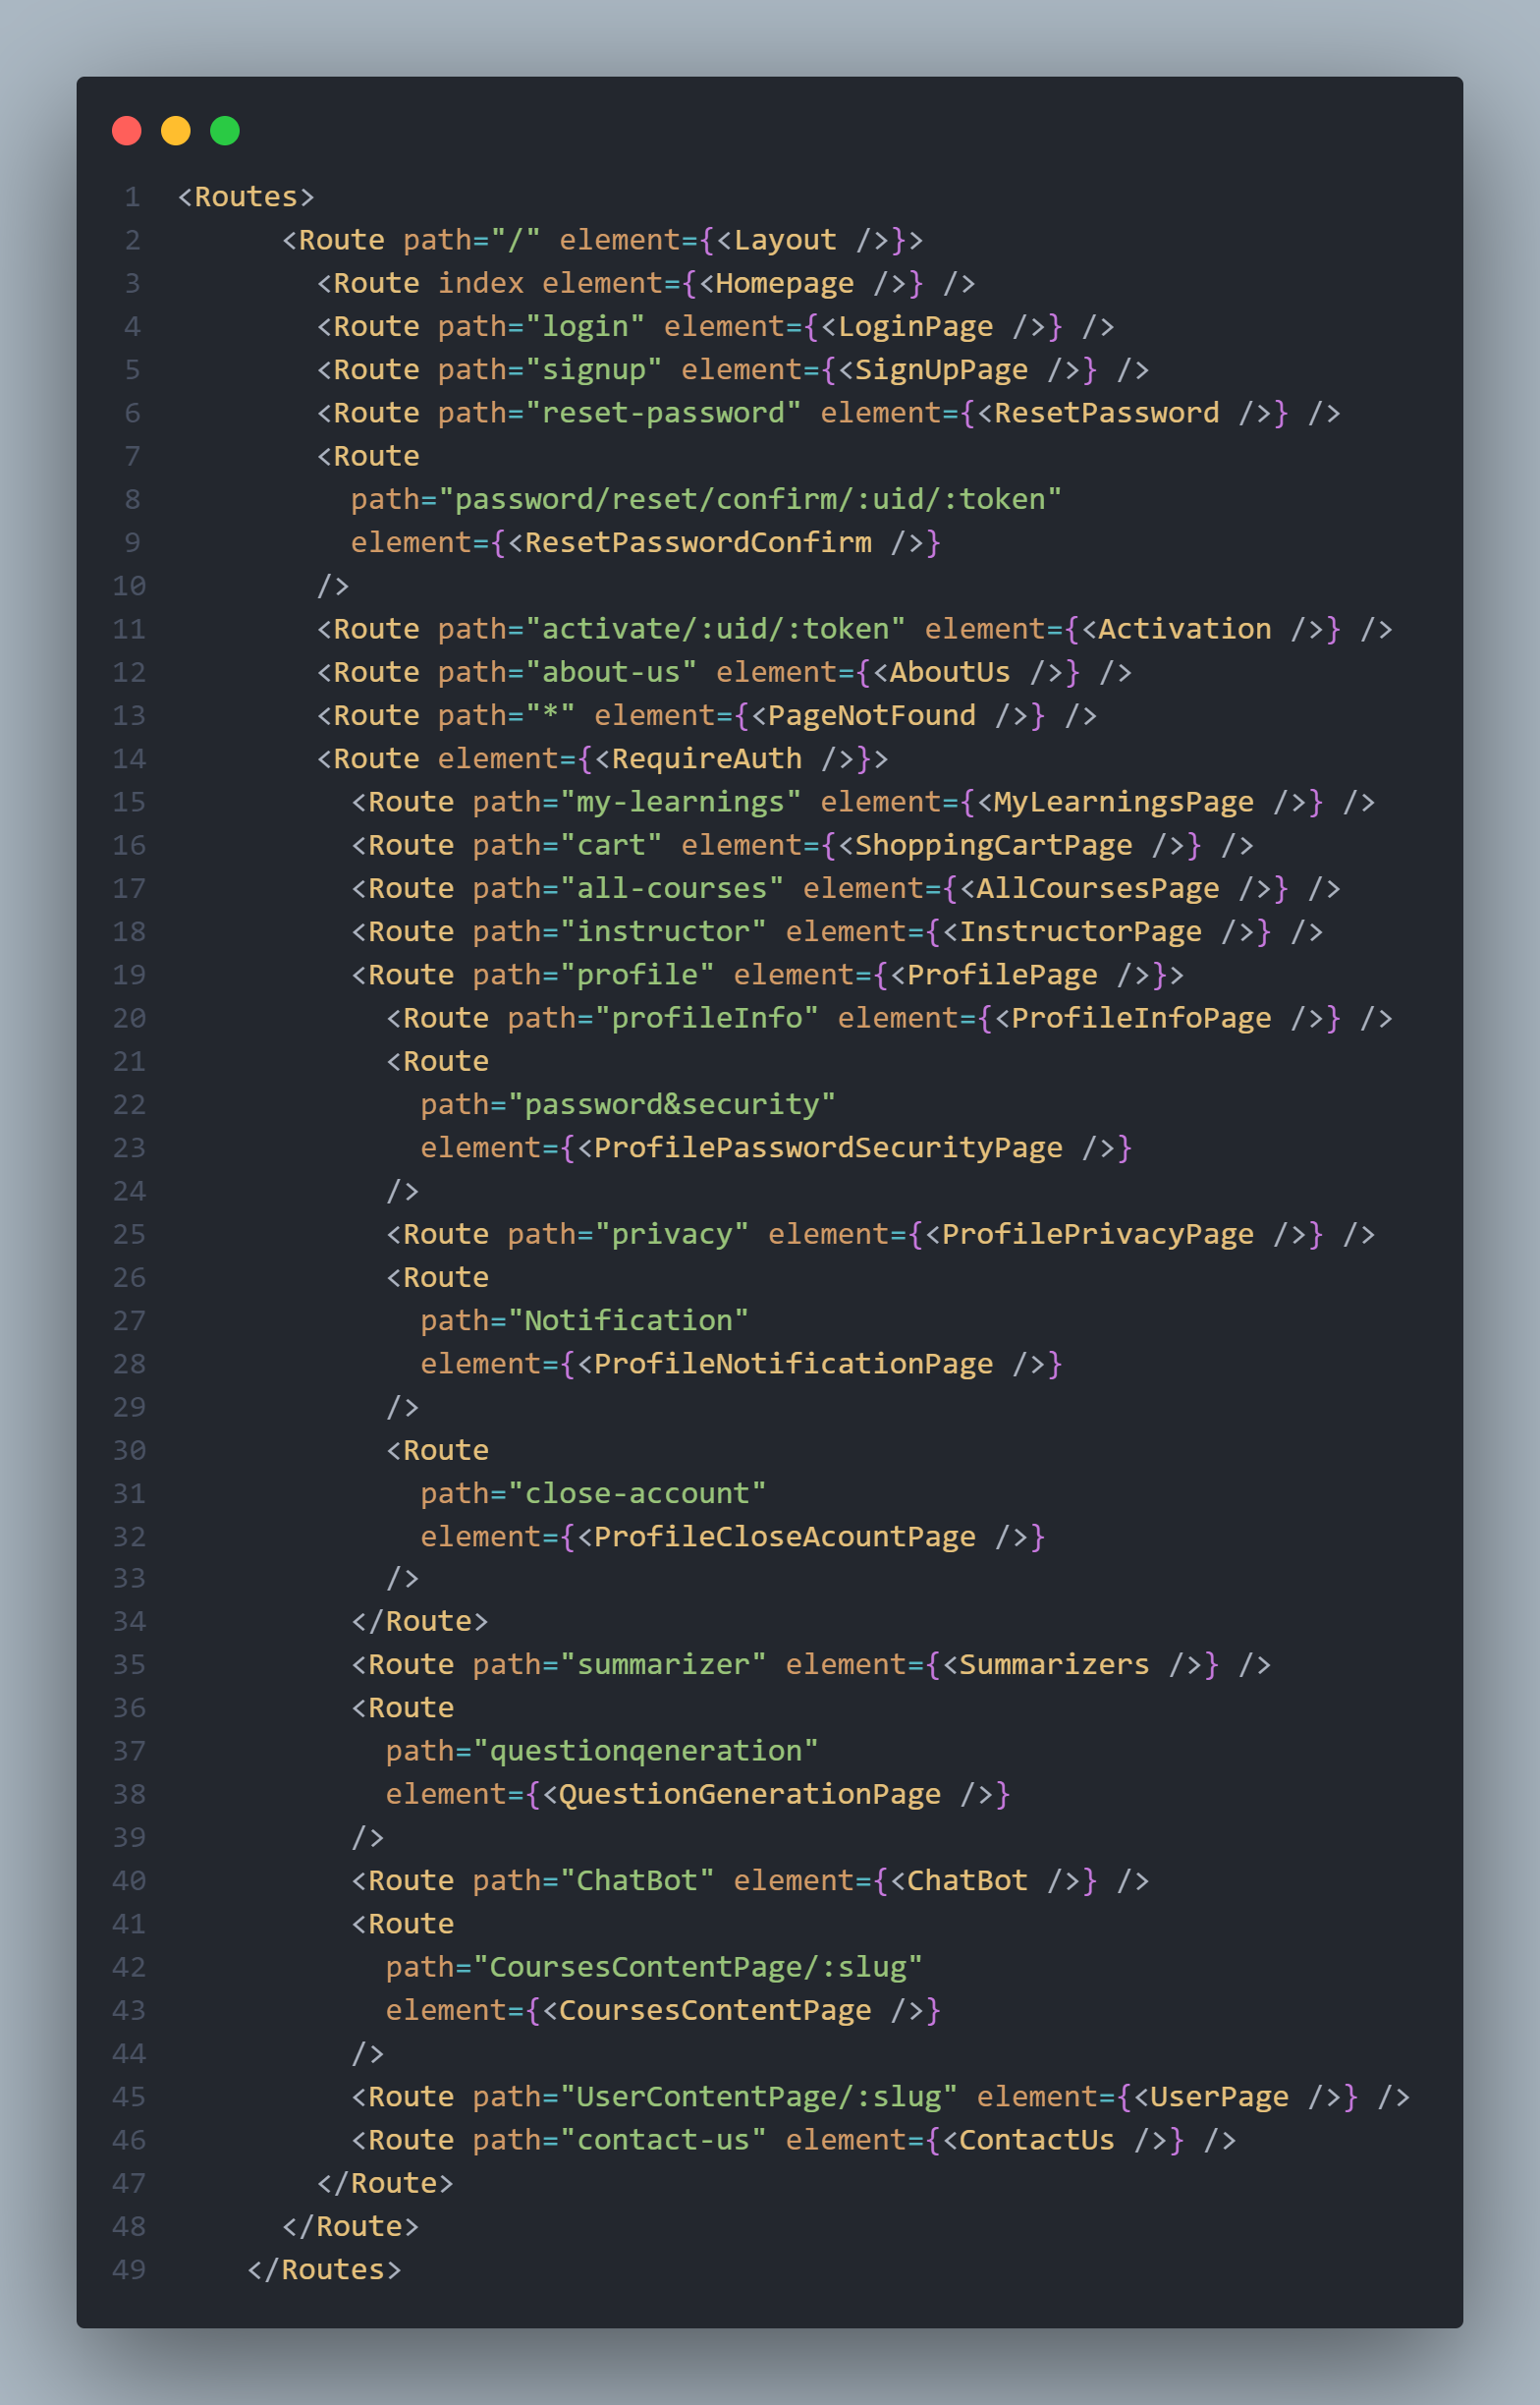 1 <Routes>
2 <Route path="/" element={<Layout />}>
3 <Route index element={<Homepage />} />
4 <Route path="login" element={<LoginPage />} />
5 <Route path="signup" element={<SignUpPage />} />
6 <Route path="reset-password" element={<ResetPassword />} />
7 <Route
8 path="password/reset/confirm/:uid/:token"
9 element={<ResetPasswordConfirm />}
10 />
11 <Route path="activate/:uid/:token" element={<Activation />} />
12 <Route path="about-us" element={<AboutUs />} />
13 <Route path="*" element={<PageNotFound />} />
14 <Route element={<RequireAuth />}>
15 <Route path="my-learnings" element={<MyLearningsPage />} />
16 <Route path="cart" element={<ShoppingCartPage />} />
17 <Route path="all-courses" element={<AllCoursesPage />} />
18 <Route path="instructor" element={<InstructorPage />} />
19 <Route path="profile" element={<ProfilePage />}>
20 <Route path="profileInfo" element={<ProfileInfoPage />} />
21 <Route
22 path="password&security"
23 element={<ProfilePasswordSecurityPage />}
24 />
25 <Route path="privacy" element={<ProfilePrivacyPage />} />
26 <Route
27 path="Notification"
28 element={<ProfileNotificationPage />}
29 />
30 <Route
31 path="close-account"
32 element={<ProfileCloseAcountPage />}
33 />
34 </Route>
35 <Route path="summarizer" element={<Summarizers />} />
36 <Route
37 path="questionqeneration"
38 element={<QuestionGenerationPage />}
39 />
40 <Route path="ChatBot" element={<ChatBot />} />
41 <Route
42 path="CoursesContentPage/:slug"
43 element={<CoursesContentPage />}
44 />
45 <Route path="UserContentPage/:slug" element={<UserPage />} />
46 <Route path="contact-us" element={<ContactUs />} />
47 </Route>
48 </Route>
49 </Routes>